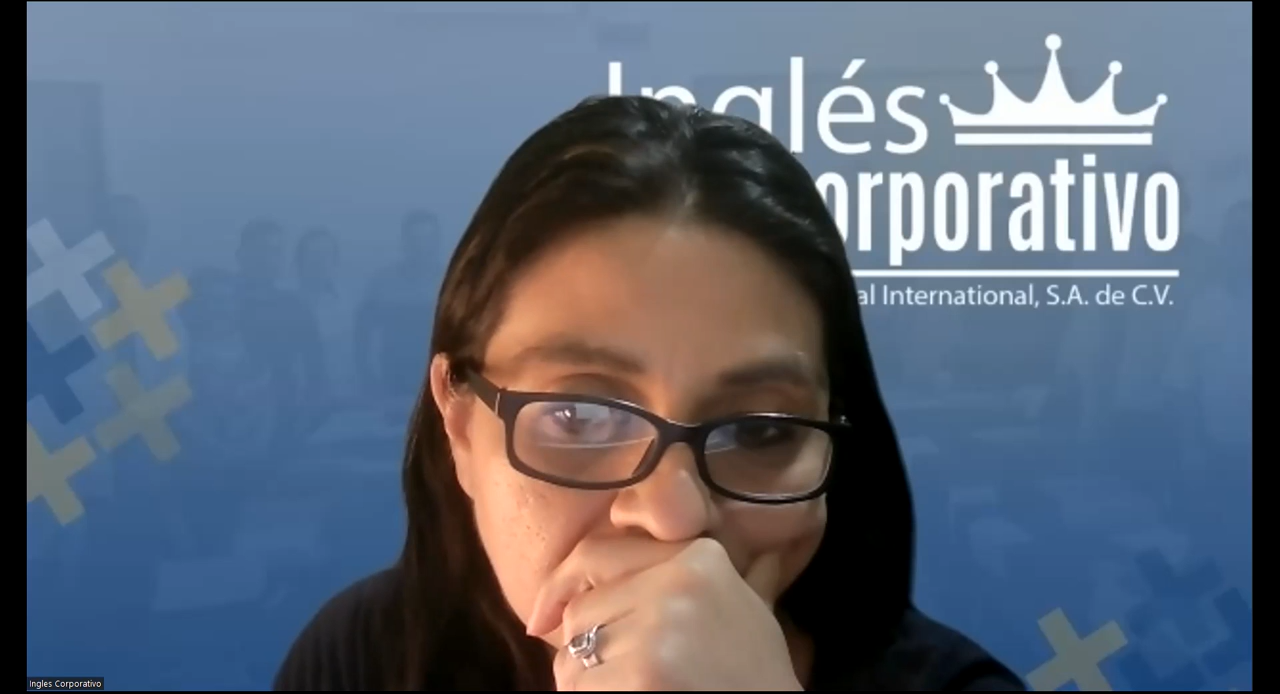 Inglés
orporativo
al International, S.A. de C.V.
Ingles Corporativo